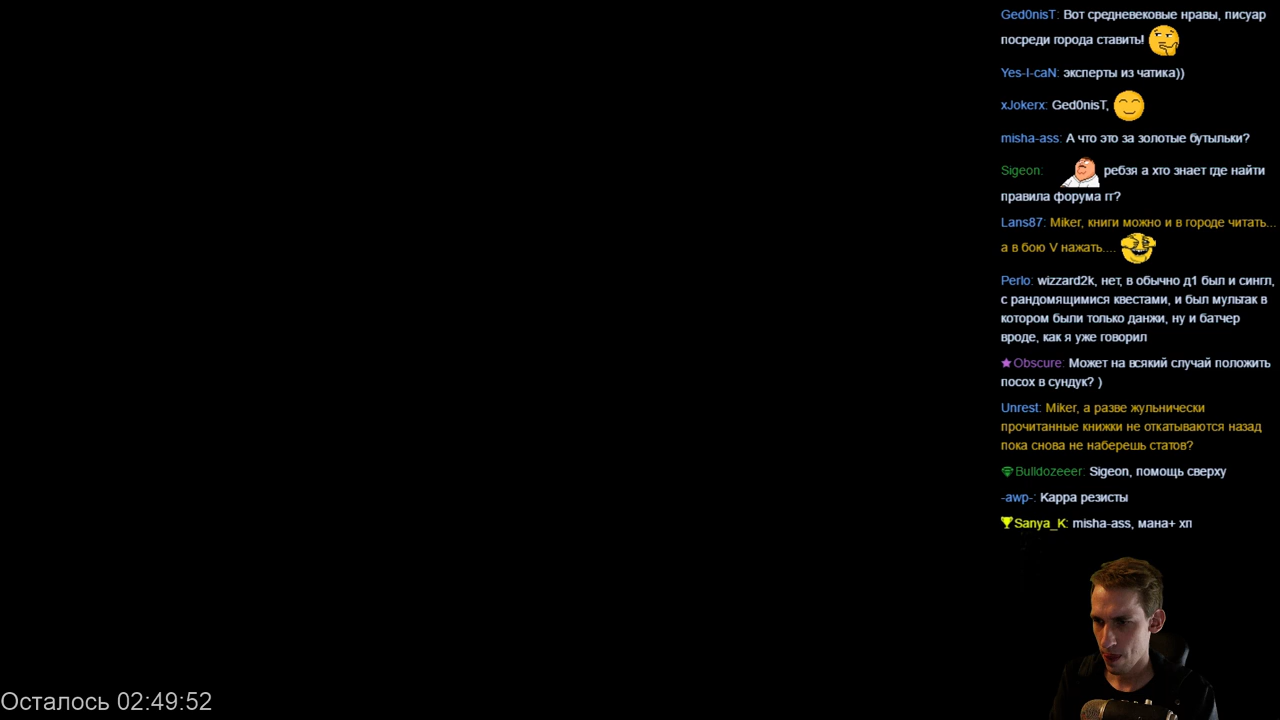 Ged0nisT: Вот средневековые нравы, писуар
посреди города ставить!
Yes-I-caN: эксперты из чатика))
xJokerx: Ged0nisT,
misha-ass: А что это за золотые бутыльки?
Sigeon: ребзя а хто знает где найти
правила форума гг?
Lans87: Miker, книги можно и в городе читать...
а в бою V нажать....
Perlo: wizzard2k, нет, в обычно д1 был и сингл,
с рандомящимися квестами, и был мультак в
котором были только данжи, ну и батчер
вроде, как я уже говорил
Obscure: Может на всякий случай положить
посох в сундук? )
Unrest: Miker, а разве жульнически
прочитанные книжки не откатываются назад
пока снова не наберешь статов?
Bulldozeeer: Sigeon, помощь сверху
-awp-: Карра резисты
Sanya_K: misha-ass, мана+ хп
Осталось 02:49:52